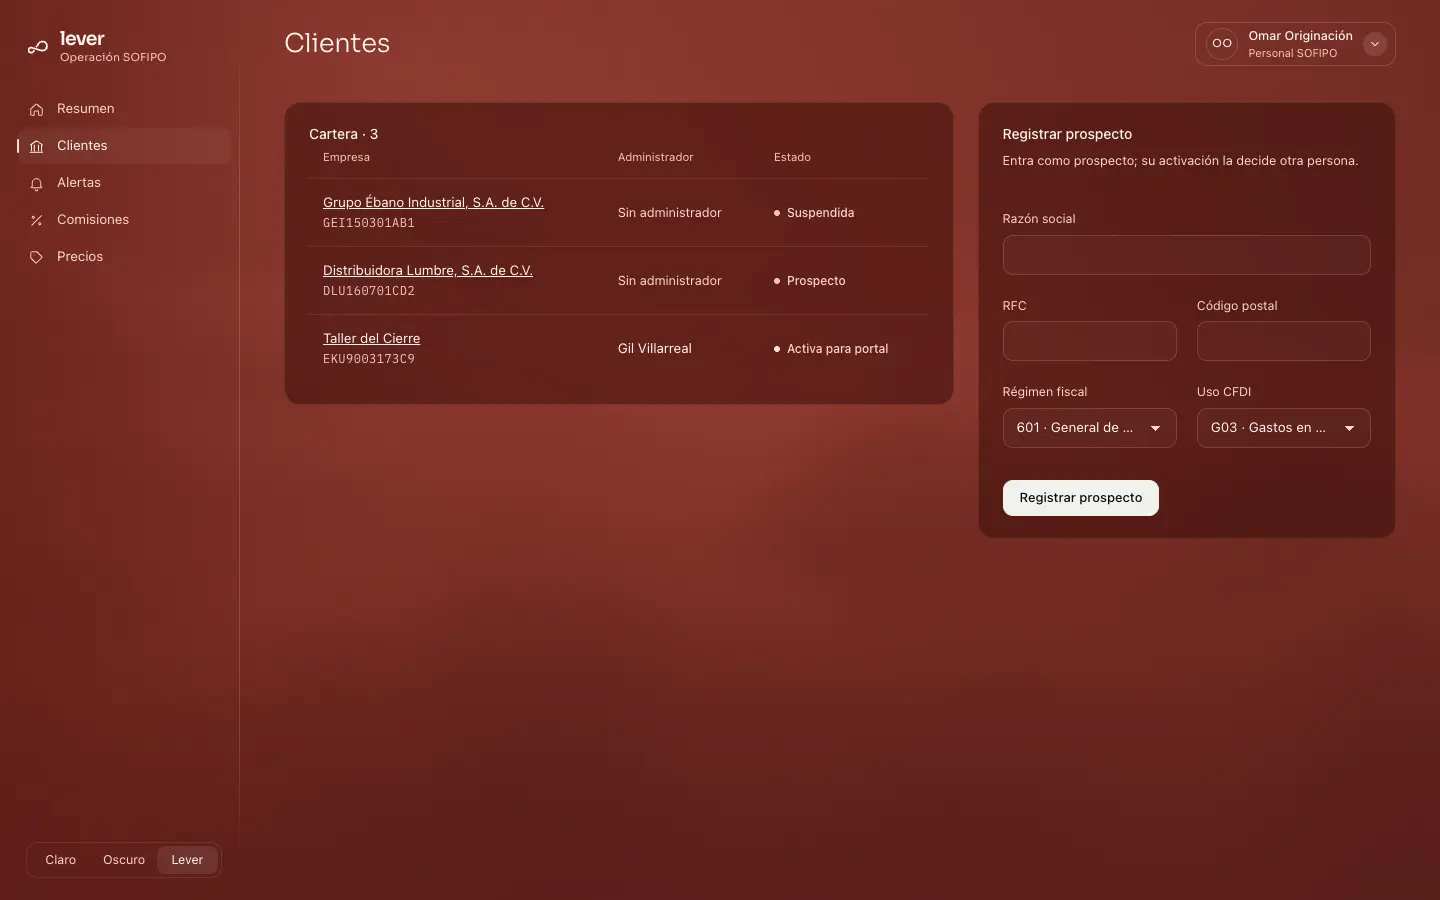 lever
Operación SOFIPO
Resumen
Clientes
Alertas
Comisiones
Precios
Claro
Oscuro
Lever
Clientes
OO
Omar Originación
Personal SOFIPO
Cartera · 3
Empresa
Administrador
Estado
Grupo Ébano Industrial, S.A. de C.V.
GEI150301AB1
Sin administrador
Suspendida
Distribuidora Lumbre, S.A. de C.V.
DLU160701CD2
Sin administrador
Prospecto
Taller del Cierre
EKU9003173C9
Gil Villarreal
Activa para portal
Registrar prospecto
Entra como prospecto; su activación la decide otra persona.
Razón social
RFC
Código postal
Régimen fiscal
Uso CFDI
601 · General de ...
G03 · Gastos en ...
Registrar prospecto